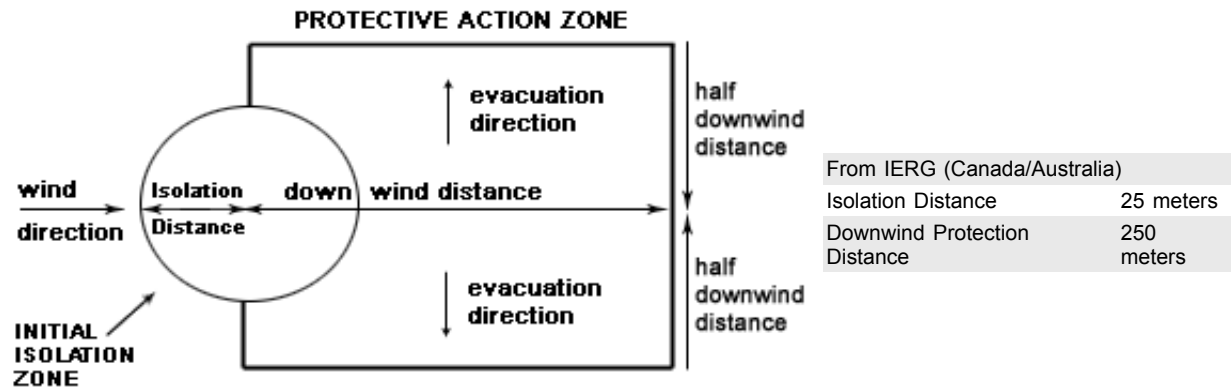 PROTECTIVE ACTION ZONE
evacuation
direction
half
downwind
distance
wind
direction
Isolation
Distance
down wind distance
evacuation
direction
half
downwind
distance
INITIAL
ISOLATION
ZONE
From IERG (Canada/Australia)
Isolation Distance 25 meters
Downwind Protection 250
Distance meters